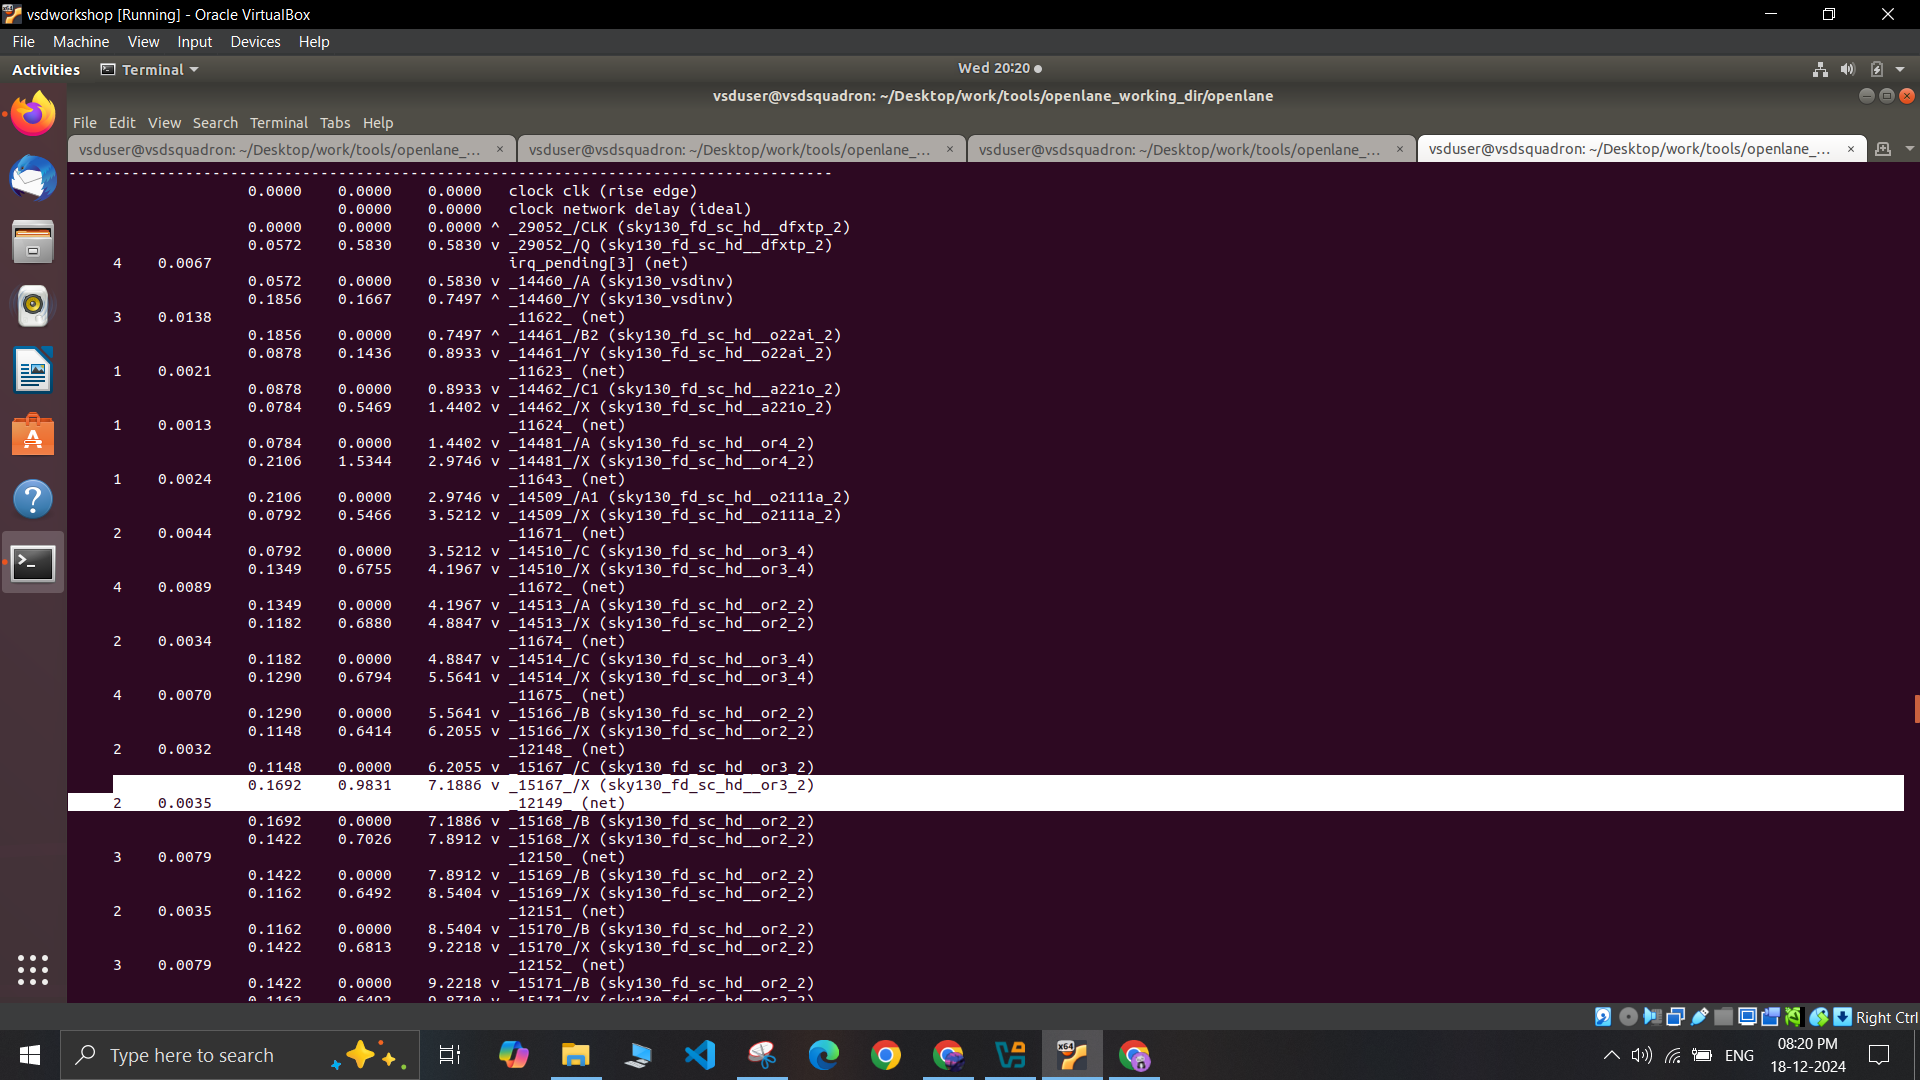 vsdworkshop [Running] - Oracle VirtualBox
File Machine View Input Devices Help
Activities Terminal Wed 20:20
vsduser@vsdsquadron: ~/Desktop/work/tools/openlane_working_dir/openlane
File Edit View Search Terminal Tabs Help
vsduser@vsdsquadron: ~/Desktop/work/tools/openlane_... × vsduser@vsdsquadron: ~/Desktop/work/tools/openlane_... × vsduser@vsdsquadron: ~/Desktop/work/tools/openlane_... × vsduser@vsdsquadron: ~/Desktop/work/tools/openlane_... ×
-------------------------------------------------------------------------------------
0.0000 0.0000 0.0000 clock clk (rise edge)
0.0000 0.0000 clock network delay (ideal)
0.0000 0.0000 0.0000 ^ _29052_/CLK (sky130_fd_sc_hd__dfxtp_2)
0.0572 0.5830 0.5830 v _29052_/Q (sky130_fd_sc_hd__dfxtp_2)
4 0.0067 irq_pending[3] (net)
0.0572 0.0000 0.5830 v _14460_/A (sky130_vsdinv)
0.1856 0.1667 0.7497 ^ _14460_/Y (sky130_vsdinv)
3 0.0138 _11622_ (net)
0.1856 0.0000 0.7497 ^ _14461_/B2 (sky130_fd_sc_hd__o22ai_2)
0.0878 0.1436 0.8933 v _14461_/Y (sky130_fd_sc_hd__o22ai_2)
1 0.0021 _11623_ (net)
0.0878 0.0000 0.8933 v _14462_/C1 (sky130_fd_sc_hd__a221o_2)
0.0784 0.5469 1.4402 v _14462_/X (sky130_fd_sc_hd__a221o_2)
1 0.0013 _11624_ (net)
0.0784 0.0000 1.4402 v _14481_/A (sky130_fd_sc_hd__or4_2)
0.2106 1.5344 2.9746 v _14481_/X (sky130_fd_sc_hd__or4_2)
1 0.0024 _11643_ (net)
0.2106 0.0000 2.9746 v _14509_/A1 (sky130_fd_sc_hd__o2111a_2)
0.0792 0.5466 3.5212 v _14509_/X (sky130_fd_sc_hd__o2111a_2)
2 0.0044 _11671_ (net)
0.0792 0.0000 3.5212 v _14510_/C (sky130_fd_sc_hd__or3_4)
0.1349 0.6755 4.1967 v _14510_/X (sky130_fd_sc_hd__or3_4)
4 0.0089 _11672_ (net)
0.1349 0.0000 4.1967 v _14513_/A (sky130_fd_sc_hd__or2_2)
0.1182 0.6880 4.8847 v _14513_/X (sky130_fd_sc_hd__or2_2)
2 0.0034 _11674_ (net)
0.1182 0.0000 4.8847 v _14514_/C (sky130_fd_sc_hd__or3_4)
0.1290 0.6794 5.5641 v _14514_/X (sky130_fd_sc_hd__or3_4)
4 0.0070 _11675_ (net)
0.1290 0.0000 5.5641 v _15166_/B (sky130_fd_sc_hd__or2_2)
0.1148 0.6414 6.2055 v _15166_/X (sky130_fd_sc_hd__or2_2)
2 0.0032 _12148_ (net)
0.1148 0.0000 6.2055 v _15167_/C (sky130_fd_sc_hd__or3_2)
0.1692 0.9831 7.1886 v _15167_/X (sky130_fd_sc_hd__or3_2)
2 0.0035 _12149_ (net)
0.1692 0.0000 7.1886 v _15168_/B (sky130_fd_sc_hd__or2_2)
0.1422 0.7026 7.8912 v _15168_/X (sky130_fd_sc_hd__or2_2)
3 0.0079 _12150_ (net)
0.1422 0.0000 7.8912 v _15169_/B (sky130_fd_sc_hd__or2_2)
0.1162 0.6492 8.5404 v _15169_/X (sky130_fd_sc_hd__or2_2)
2 0.0035 _12151_ (net)
0.1162 0.0000 8.5404 v _15170_/B (sky130_fd_sc_hd__or2_2)
0.1422 0.6813 9.2218 v _15170_/X (sky130_fd_sc_hd__or2_2)
3 0.0079 _12152_ (net)
0.1422 0.0000 9.2218 v _15171_/B (sky130_fd_sc_hd__or2_2)
0.1162 0.6492 9.8710 v _15171_/X (sky130_fd_sc_hd__or2_2)
Right Ctrl
Type here to search
ENG
08:20 PM
18-12-2024